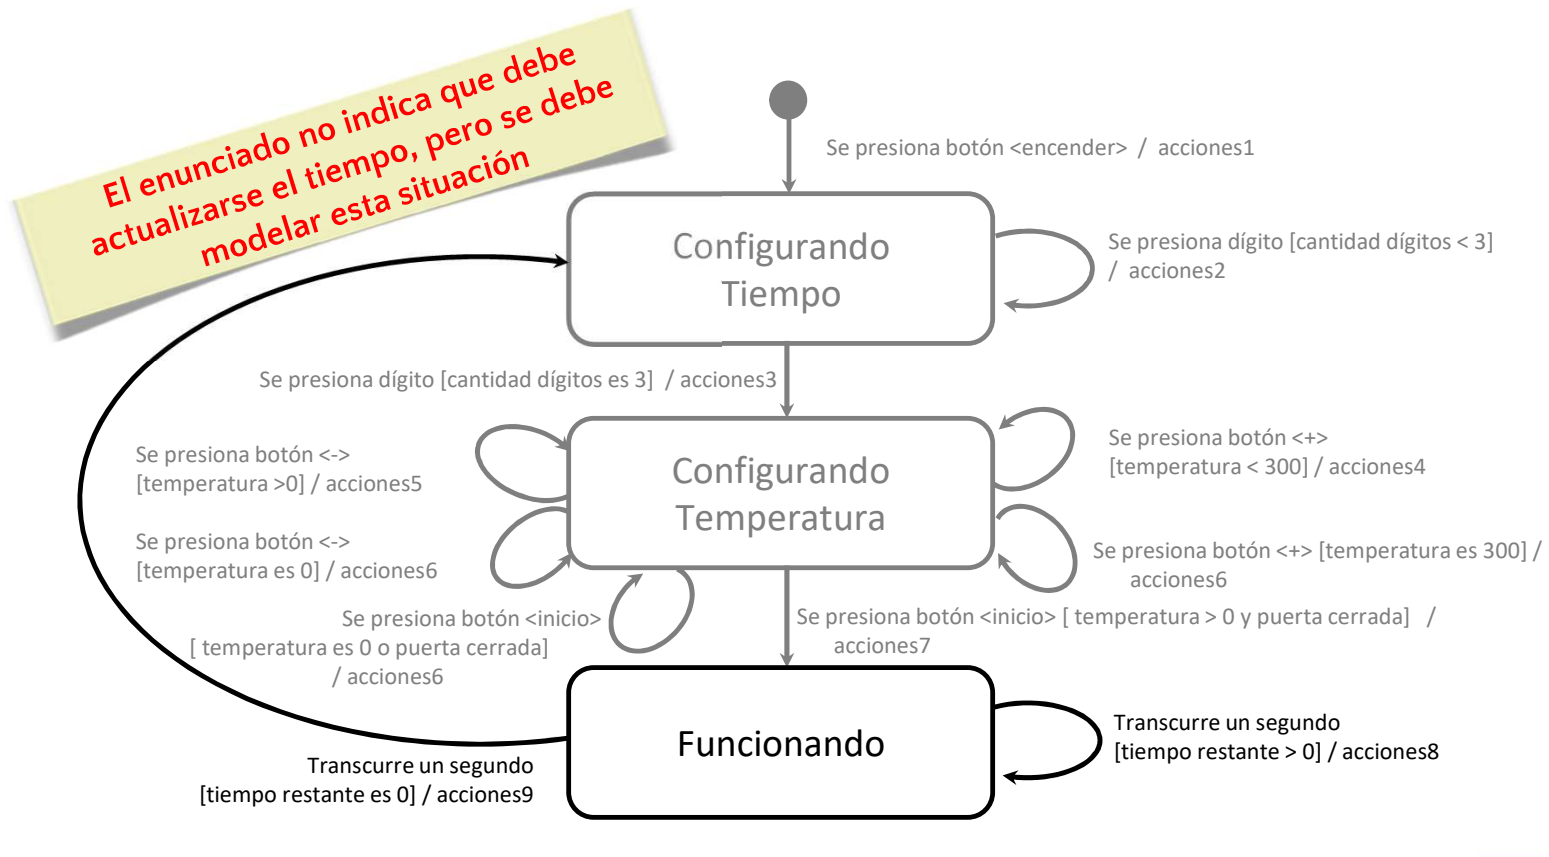 El enunciado no indica que debe
actualizarse el tiempo, pero se debe
modelar esta situación
Se presiona botón <encender> / acciones1
Configurando
Tiempo
Se presiona dígito [cantidad dígitos < 3]
/ acciones2
Se presiona dígito [cantidad dígitos es 3] / acciones3
Se presiona botón <->
[temperatura >0] / acciones5
Configurando
Temperatura
Se presiona botón <+>
[temperatura < 300] / acciones4
Se presiona botón <->
[temperatura es 0] / acciones6
Se presiona botón <+> [temperatura es 300] /
acciones6
Se presiona botón <inicio>
[ temperatura es 0 o puerta cerrada]
/ acciones6
Se presiona botón <inicio> [ temperatura > 0 y puerta cerrada] /
acciones7
Funcionando
Transcurre un segundo
[tiempo restante > 0] / acciones8
Transcurre un segundo
[tiempo restante es 0] / acciones9